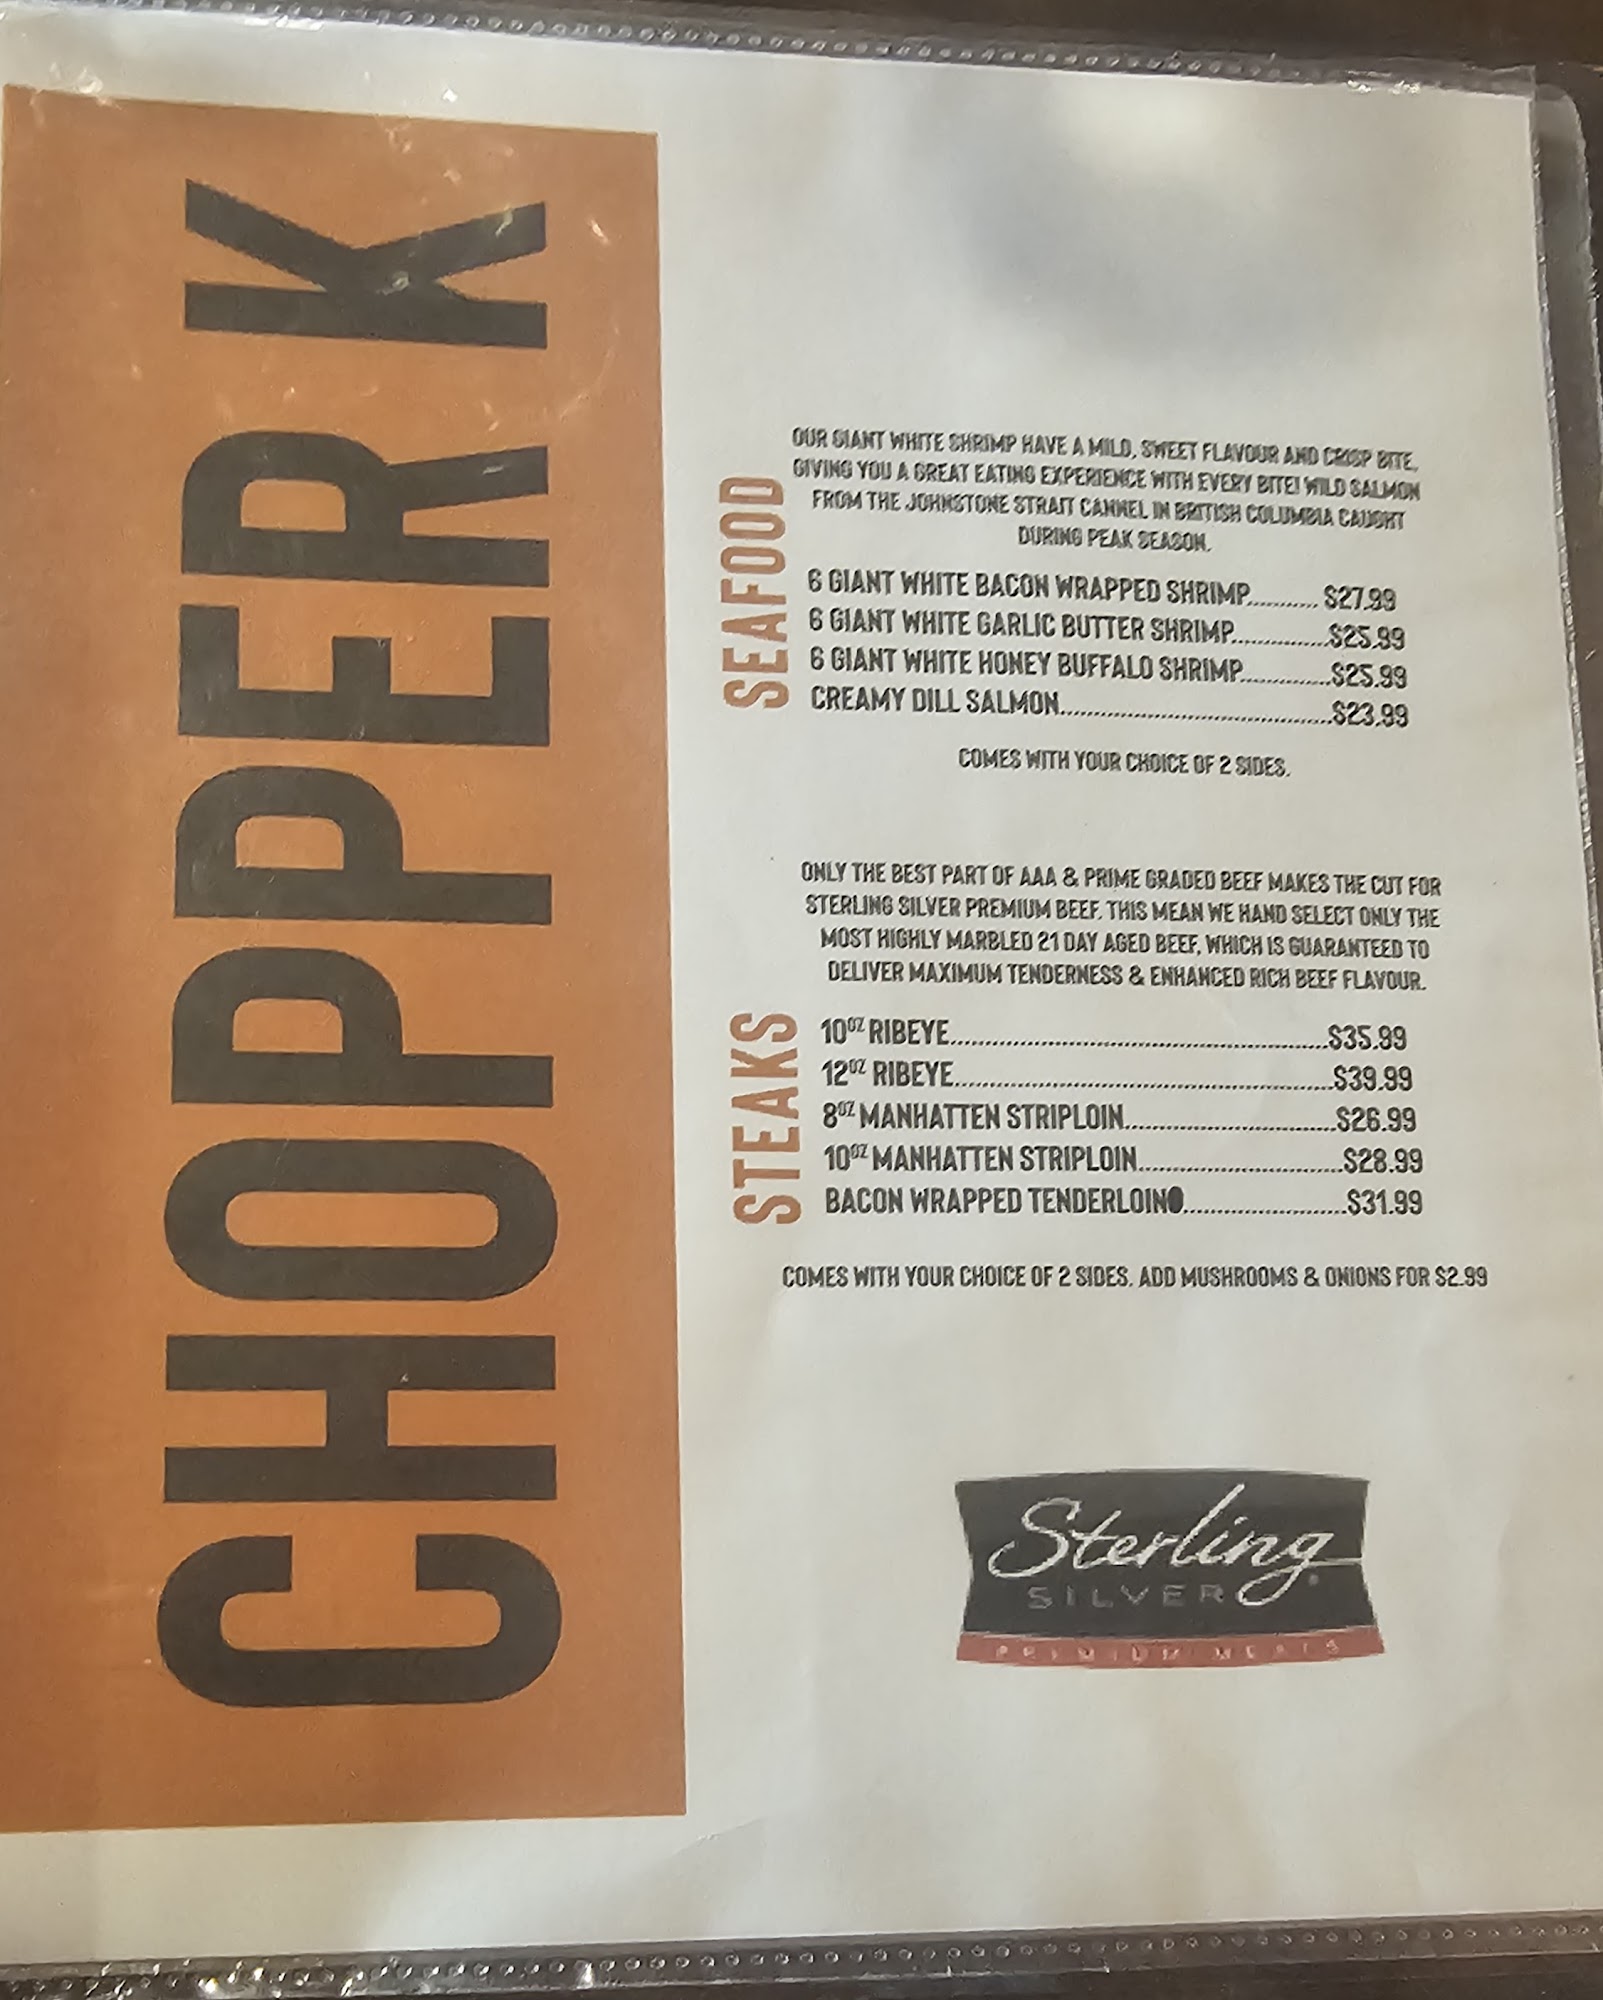 CHOPPER K
SEAFOOD
OUR GIANT WHITE SHRIMP HAVE A MILD, SWEET FLAVOUR AND CRISP BITE,
GIVING YOU A GREAT EATING EXPERIENCE WITH EVERY BITE! WILD SALMON
FROM THE JOHNSTONE STRAIT CANNEL IN BRITISH COLUMBIA CAUGHT
DURING PEAK SEASON.
6 GIANT WHITE BACON WRAPPED SHRIMP........... $27.99
6 GIANT WHITE GARLIC BUTTER SHRIMP...............$25.99
6 GIANT WHITE HONEY BUFFALO SHRIMP..............$25.99
CREAMY DILL SALMON...........................................$23.99
COMES WITH YOUR CHOICE OF 2 SIDES.
STEAKS
ONLY THE BEST PART OF AAA & PRIME GRADED BEEF MAKES THE CUT FOR
STERLING SILVER PREMIUM BEEF. THIS MEAN WE HAND SELECT ONLY THE
MOST HIGHLY MARBLED 21 DAY AGED BEEF, WHICH IS GUARANTEED TO
DELIVER MAXIMUM TENDERNESS & ENHANCED RICH BEEF FLAVOUR.
10OZ RIBEYE............................................................$35.99
12OZ RIBEYE............................................................$39.99
8OZ MANHATTEN STRIPLOIN.................................$26.99
10OZ MANHATTEN STRIPLOIN................................$28.99
BACON WRAPPED TENDERLOIN..........................$31.99
COMES WITH YOUR CHOICE OF 2 SIDES. ADD MUSHROOMS & ONIONS FOR $2.99
Sterling
SILVER
PREMIUM MEATS